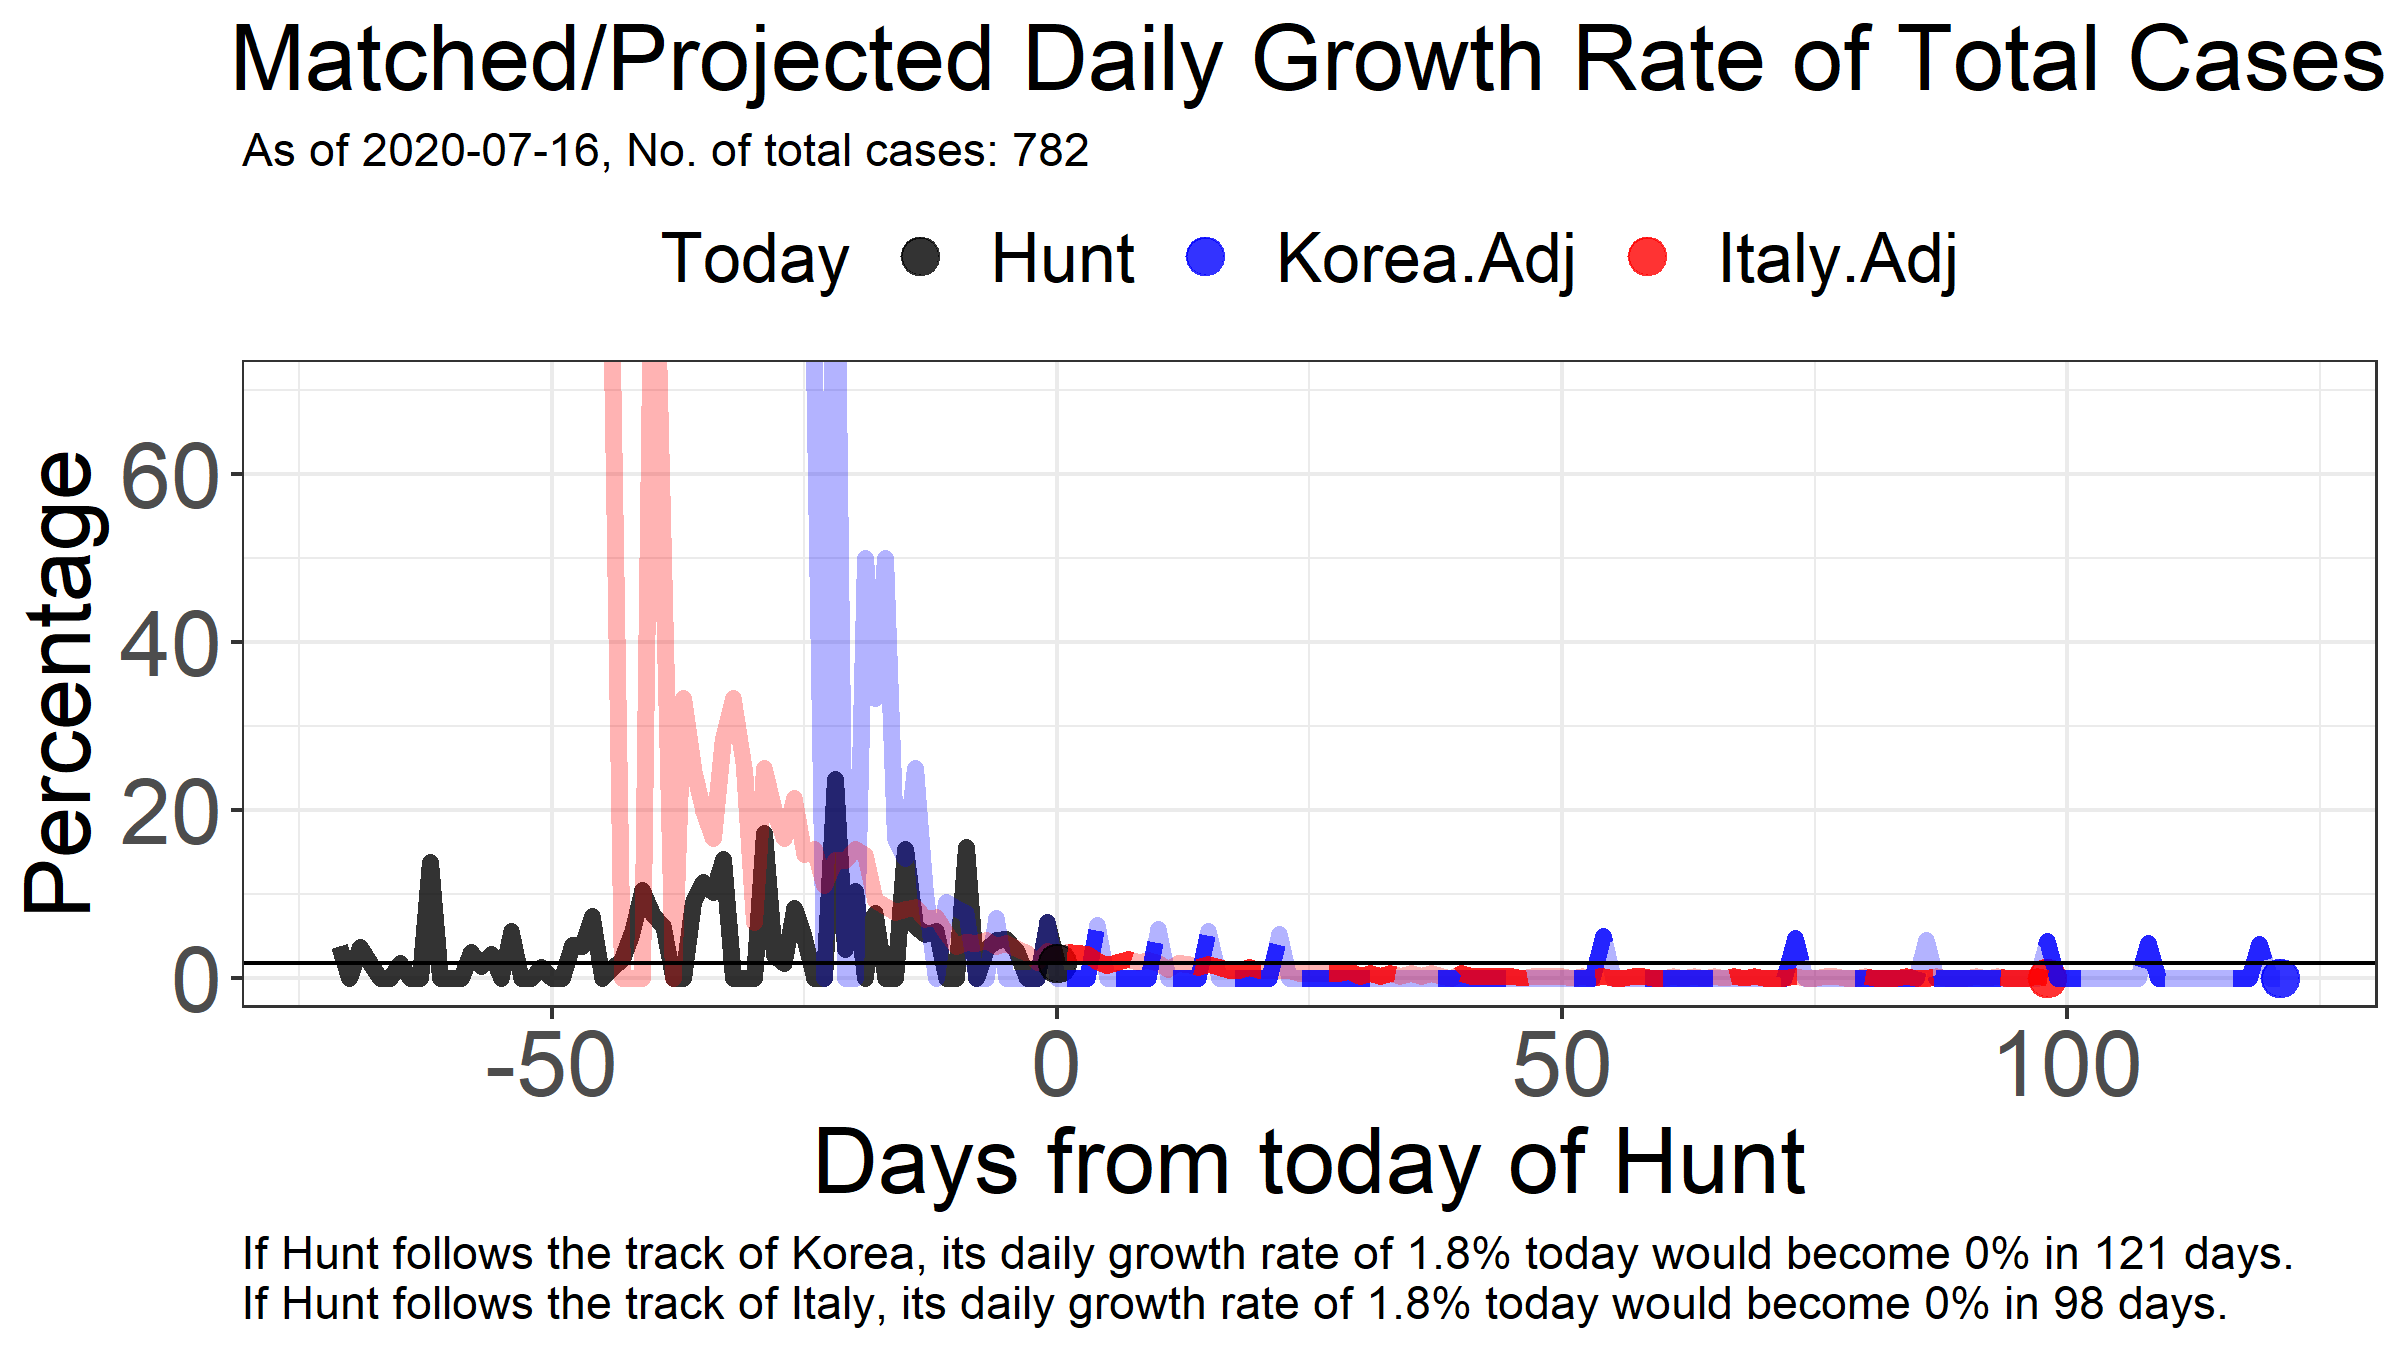 Matched/Projected Daily Growth Rate of Total Cases
As of 2020-07-16, No. of total cases: 782
Today Hunt Korea.Adj Italy.Adj
Percentage
60
40
20
0
-50 0 50 100
Days from today of Hunt
If Hunt follows the track of Korea, its daily growth rate of 1.8% today would become 0% in 121 days.
If Hunt follows the track of Italy, its daily growth rate of 1.8% today would become 0% in 98 days.